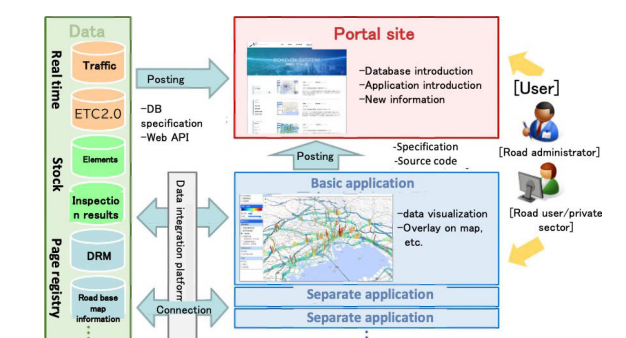 Data
Real time
Traffic
ETC2.0
Stock
Elements
Inspectio
n results
Page registry
DRM
Road base
map
information
Posting
-DB
specification
-Web API
Data integration platform
Connection
Portal site
-Database introduction
-Application introduction
-New information
Posting
-Specification
-Source code
Basic application
-data visualization
-Overlay on map,
etc.
Separate application
Separate application
[User]
[Road administrator]
[Road user/private
sector]